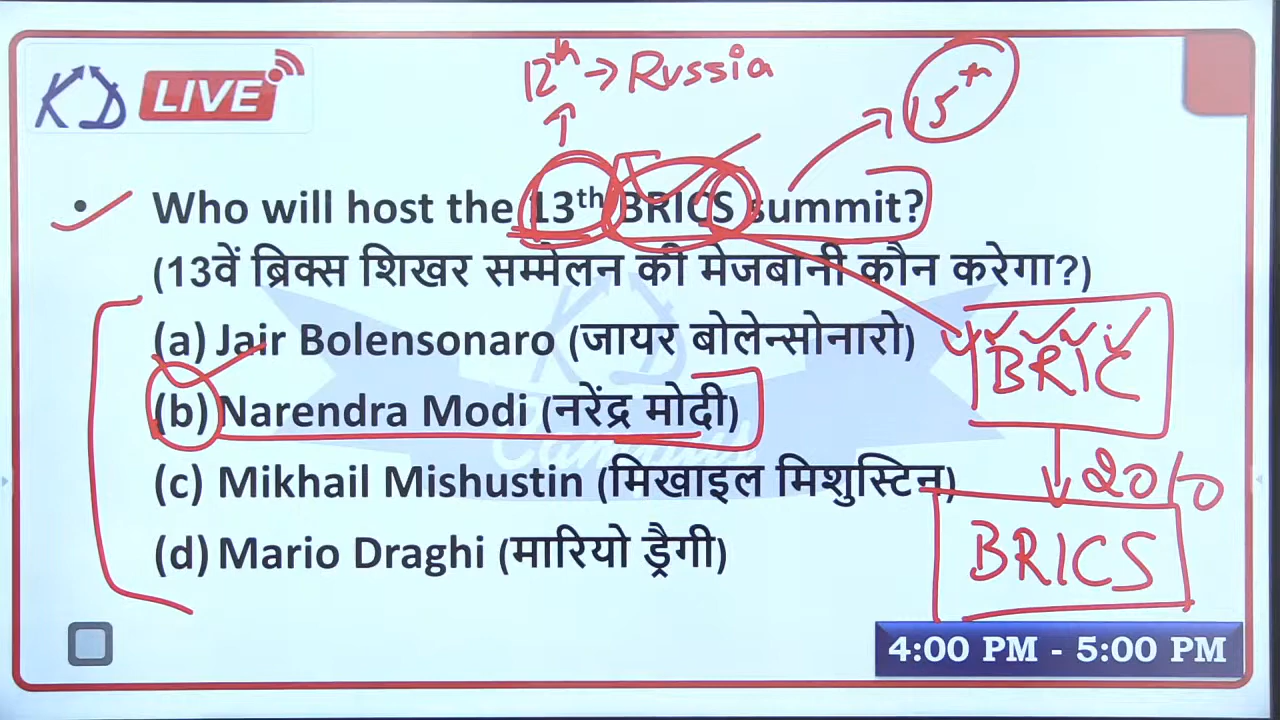 KD LIVE
12th → Russia
15th
• Who will host the 13th BRICS summit?
(13वें ब्रिक्स शिखर सम्मेलन की मेजबानी कौन करेगा?)
(a) Jair Bolensonaro (जायर बोलेन्सोनारो)
BRIC
(b) Narendra Modi (नरेंद्र मोदी)
Campus
(c) Mikhail Mishustin (मिखाइल मिशुस्टिन)
2010
(d) Mario Draghi (मारियो ड्रैगी)
BRICS
4:00 PM - 5:00 PM